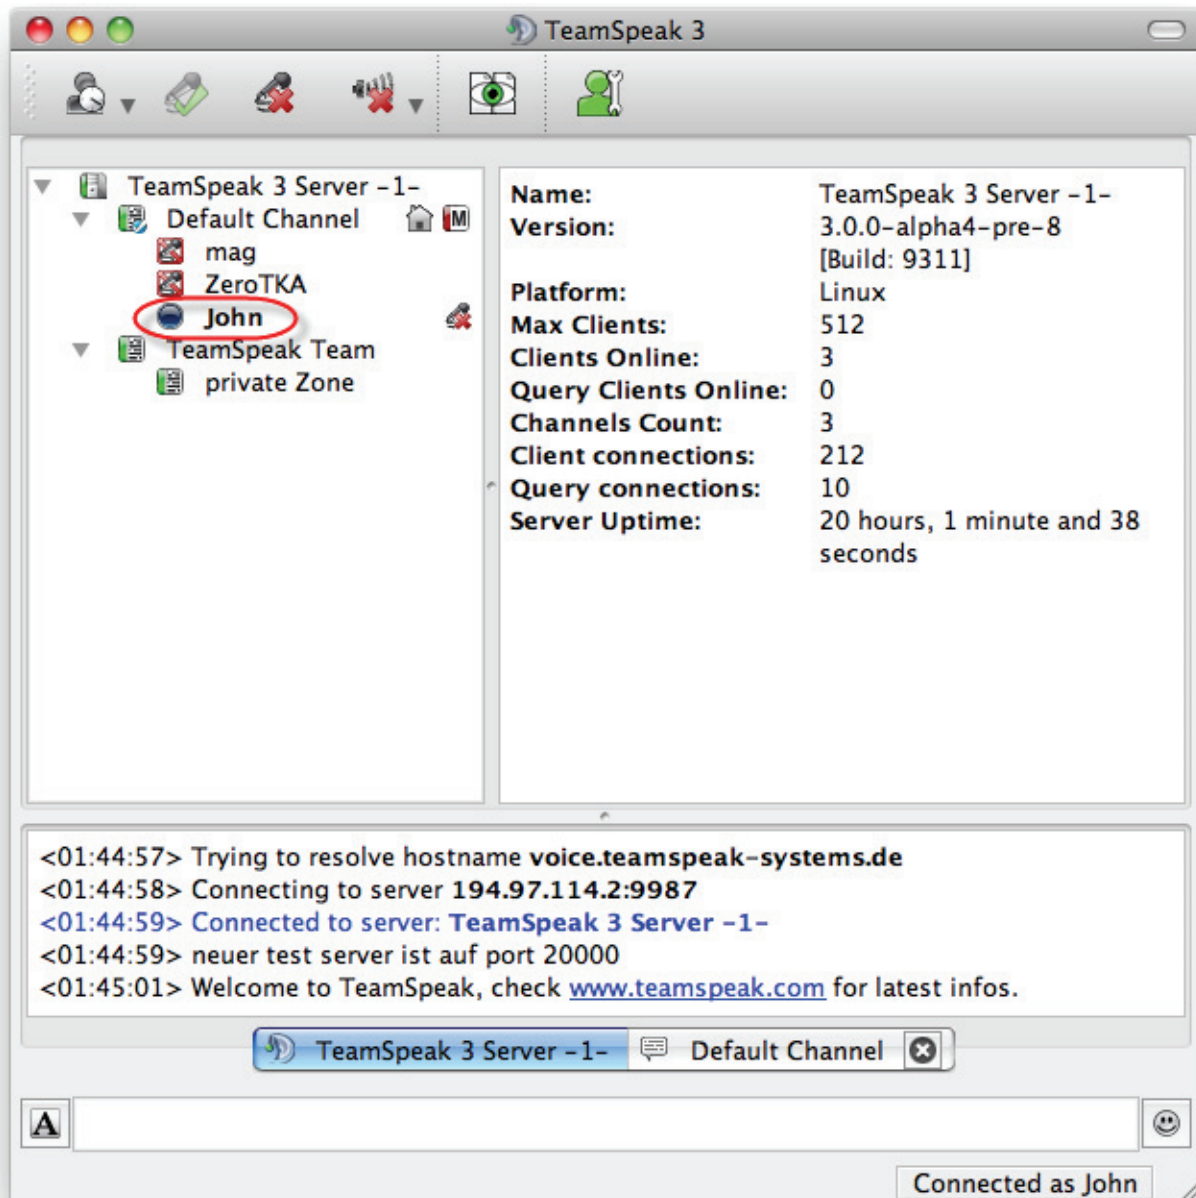 TeamSpeak 3
TeamSpeak 3 Server -1-
Default Channel M
mag
ZeroTKA
John
TeamSpeak Team
private Zone
Name: TeamSpeak 3 Server -1-
Version: 3.0.0-alpha4-pre-8
[Build: 9311]
Platform: Linux
Max Clients: 512
Clients Online: 3
Query Clients Online: 0
Channels Count: 3
Client connections: 212
Query connections: 10
Server Uptime: 20 hours, 1 minute and 38
seconds
<01:44:57> Trying to resolve hostname voice.teamspeak-systems.de
<01:44:58> Connecting to server 194.97.114.2:9987
<01:44:59> Connected to server: TeamSpeak 3 Server -1-
<01:44:59> neuer test server ist auf port 20000
<01:45:01> Welcome to TeamSpeak, check www.teamspeak.com for latest infos.
TeamSpeak 3 Server -1- Default Channel
A
Connected as John